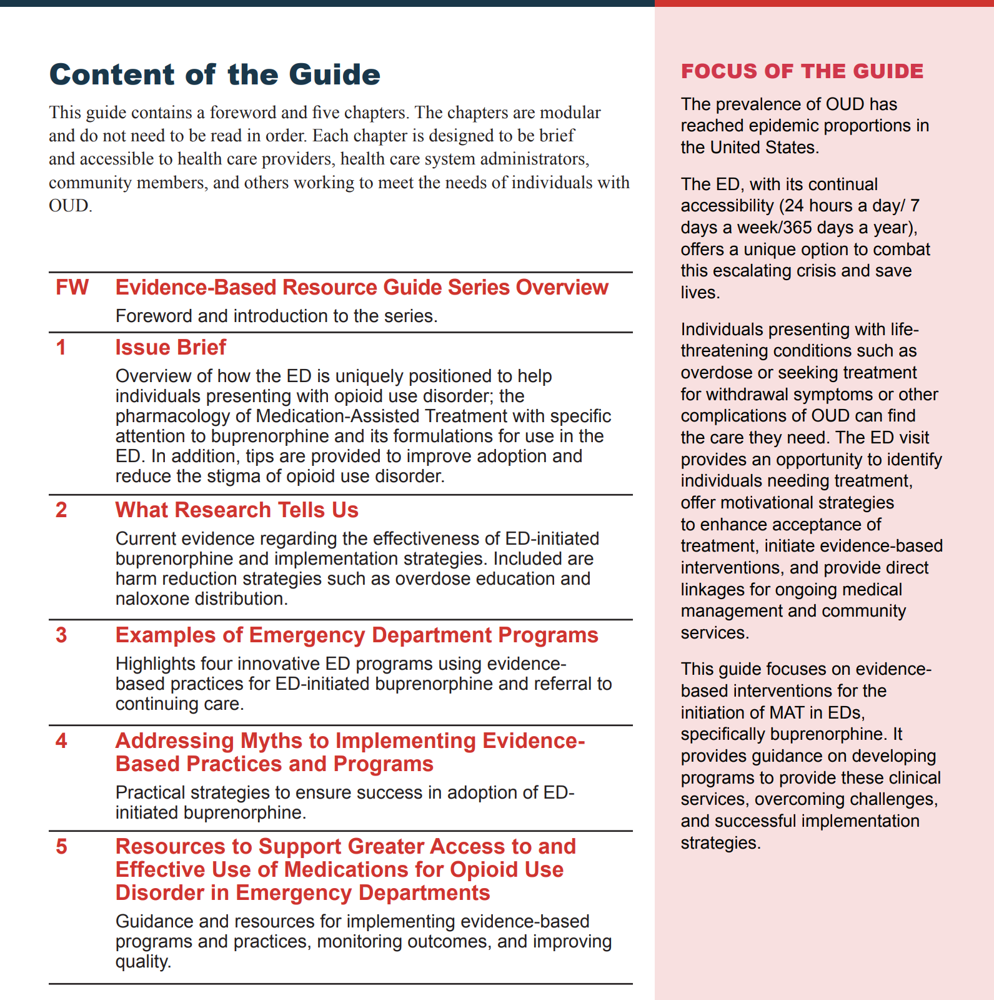 Content of the Guide
This guide contains a foreword and five chapters. The chapters are modular
and do not need to be read in order. Each chapter is designed to be brief
and accessible to health care providers, health care system administrators,
community members, and others working to meet the needs of individuals with
OUD.
FW Evidence-Based Resource Guide Series Overview
Foreword and introduction to the series.
1 Issue Brief
Overview of how the ED is uniquely positioned to help
individuals presenting with opioid use disorder; the
pharmacology of Medication-Assisted Treatment with specific
attention to buprenorphine and its formulations for use in the
ED. In addition, tips are provided to improve adoption and
reduce the stigma of opioid use disorder.
2 What Research Tells Us
Current evidence regarding the effectiveness of ED-initiated
buprenorphine and implementation strategies. Included are
harm reduction strategies such as overdose education and
naloxone distribution.
3 Examples of Emergency Department Programs
Highlights four innovative ED programs using evidence-
based practices for ED-initiated buprenorphine and referral to
continuing care.
4 Addressing Myths to Implementing Evidence-
Based Practices and Programs
Practical strategies to ensure success in adoption of ED-
initiated buprenorphine.
5 Resources to Support Greater Access to and
Effective Use of Medications for Opioid Use
Disorder in Emergency Departments
Guidance and resources for implementing evidence-based
programs and practices, monitoring outcomes, and improving
quality.
FOCUS OF THE GUIDE
The prevalence of OUD has
reached epidemic proportions in
the United States.
The ED, with its continual
accessibility (24 hours a day/ 7
days a week/365 days a year),
offers a unique option to combat
this escalating crisis and save
lives.
Individuals presenting with life-
threatening conditions such as
overdose or seeking treatment
for withdrawal symptoms or other
complications of OUD can find
the care they need. The ED visit
provides an opportunity to identify
individuals needing treatment,
offer motivational strategies
to enhance acceptance of
treatment, initiate evidence-based
interventions, and provide direct
linkages for ongoing medical
management and community
services.
This guide focuses on evidence-
based interventions for the
initiation of MAT in EDs,
specifically buprenorphine. It
provides guidance on developing
programs to provide these clinical
services, overcoming challenges,
and successful implementation
strategies.